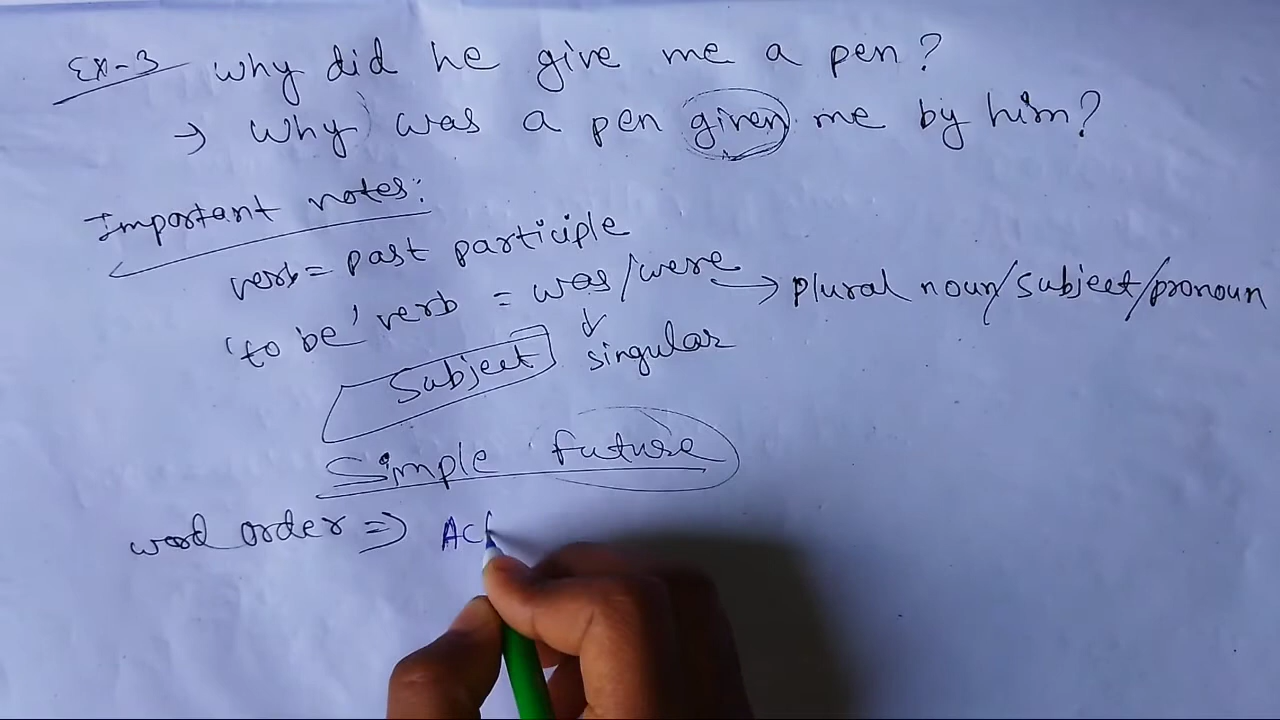 Ex-3 Why did he give me a pen?
→ Why was a pen given me by him?
Important notes:
verb = past participle
'to be' verb = was/were → plural noun/subject/pronoun
Subject singular
Simple future
word order ⇒ Act